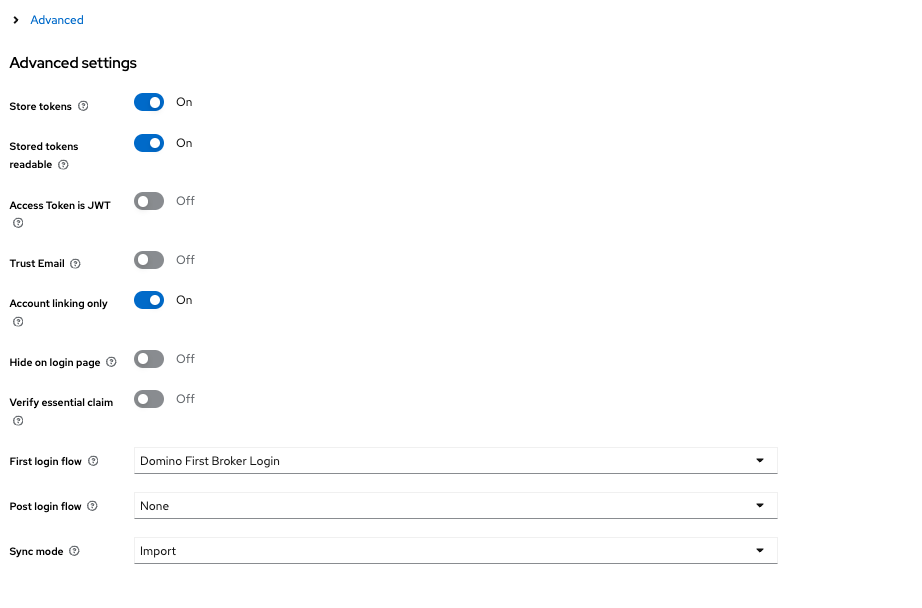 Advanced
Advanced settings
Store tokens
On
Stored tokens
readable
On
Access Token is JWT
Off
Trust Email
Off
Account linking only
On
Hide on login page
Off
Verify essential claim
Off
First login flow
Domino First Broker Login
Post login flow
None
Sync mode
Import